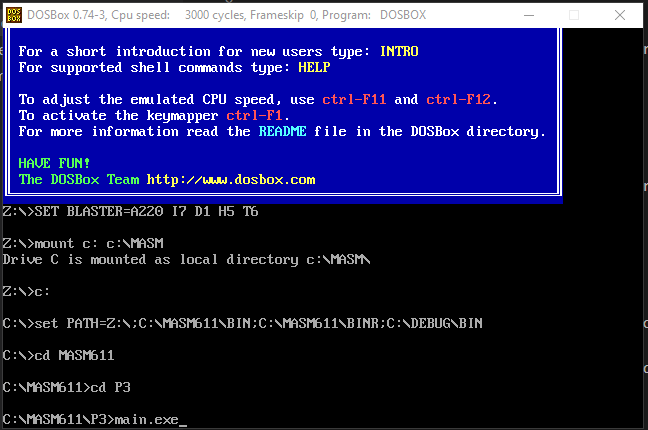 DOSBox 0.74-3, Cpu speed: 3000 cycles, Frameskip 0, Program: DOSBOX
For a short introduction for new users type: INTRO
For supported shell commands type: HELP
To adjust the emulated CPU speed, use ctrl-F11 and ctrl-F12.
To activate the keymapper ctrl-F1.
For more information read the README file in the DOSBox directory.
HAVE FUN!
The DOSBox Team http://www.dosbox.com
Z:\>SET BLASTER=A220 I7 D1 H5 T6
Z:\>mount c: c:\MASM
Drive C is mounted as local directory c:\MASM\
Z:\>c:
C:\>set PATH=Z:\;C:\MASM611\BIN;C:\MASM611\BINR;C:\DEBUG\BIN
C:\>cd MASM611
C:\MASM611>cd P3
C:\MASM611\P3>main.exe_